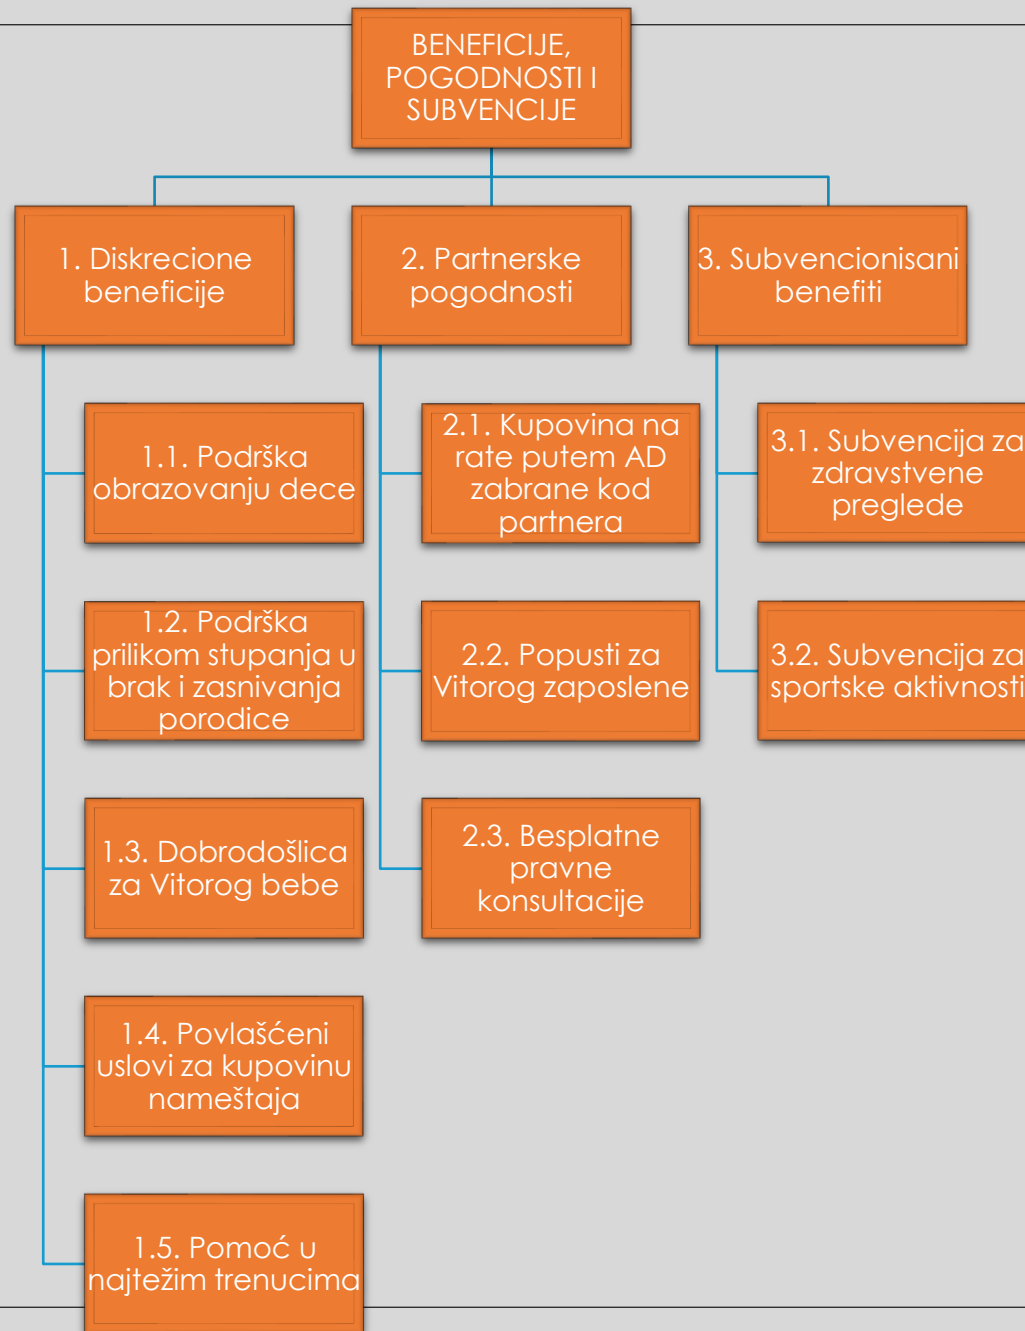 BENEFICIJE,
POGODNOSTI I
SUBVENCIJE
1. Diskrecione
beneficije
1.1. Podrška
obrazovanju dece
1.2. Podrška
prilikom stupanja u
brak i zasnivanja
porodice
1.3. Dobrodošlica
za Vitorog bebe
1.4. Povlašćeni
uslovi za kupovinu
nameštaja
1.5. Pomoć u
najtežim trenucima
2. Partnerske
pogodnosti
2.1. Kupovina na
rate putem AD
zabrane kod
partnera
2.2. Popusti za
Vitorog zaposlene
2.3. Besplatne
pravne
konsultacije
3. Subvencionisani
benefiti
3.1. Subvencija za
zdravstvene
preglede
3.2. Subvencija za
sportske aktivnosti